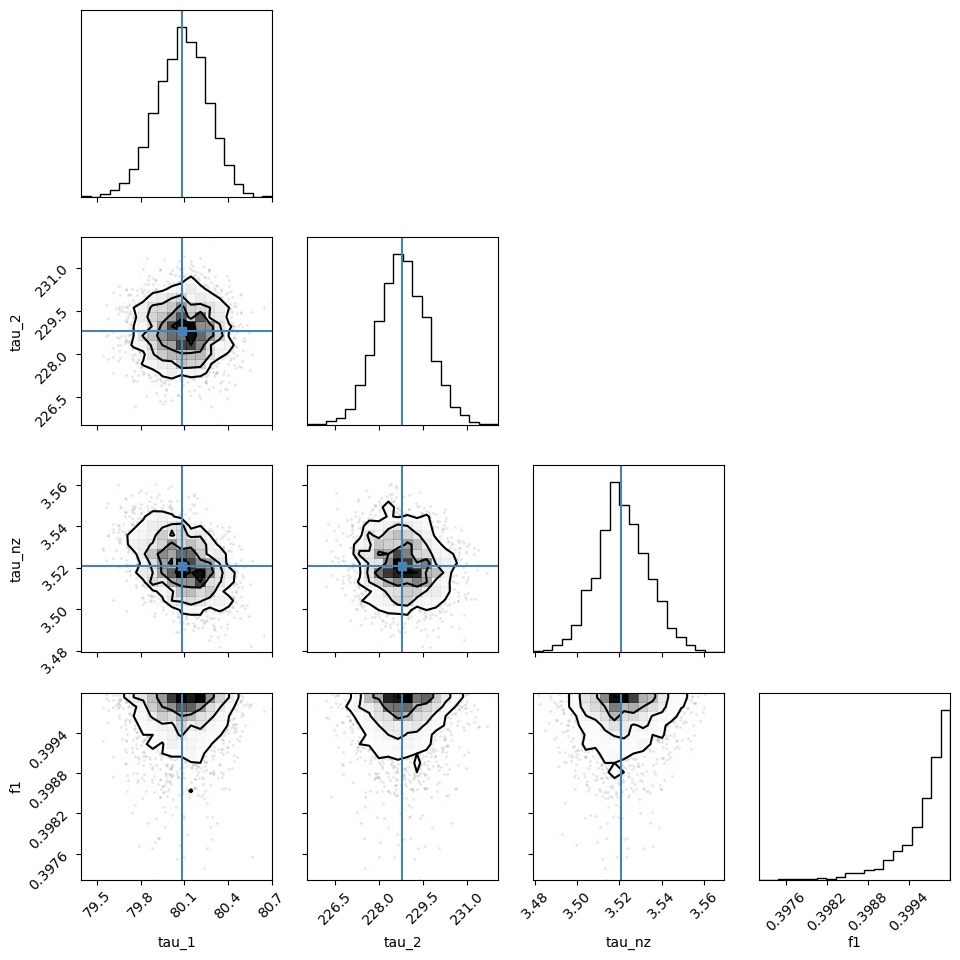 tau_2
231.0
229.5
228.0
226.5
tau_nz
3.56
3.54
3.52
3.50
3.48
f1
0.3994
0.3988
0.3982
0.3976
79.5 79.8 80.1 80.4 80.7
226.5 228.0 229.5 231.0
3.48 3.50 3.52 3.54 3.56
0.3976 0.3982 0.3988 0.3994
tau_1 tau_2 tau_nz f1